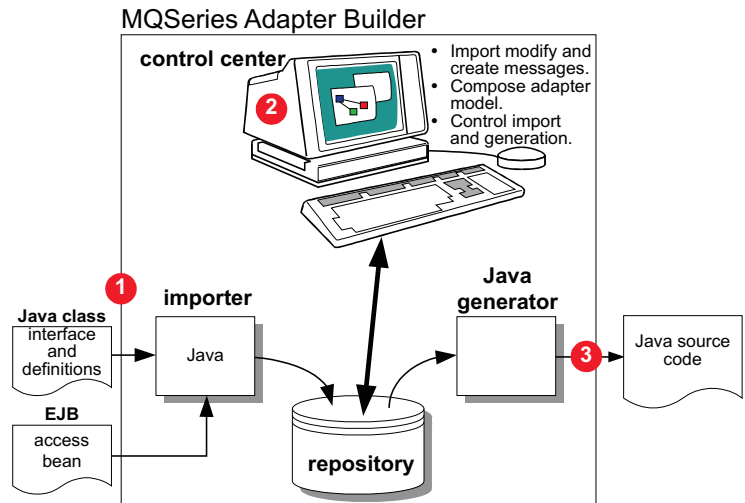 MQSeries Adapter Builder
control center
• Import modify and
create messages.
• Compose adapter
model.
• Control import
and generation.
2
1
importer
Java
generator
Java class
interface
and
definitions
Java
3
Java source
code
EJB
access
bean
repository